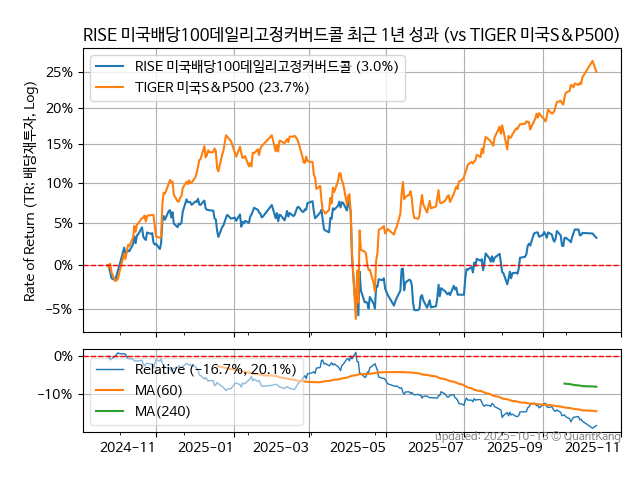 RISE 미국배당100데일리고정커버드콜 최근 1년 성과 (vs TIGER 미국S&P500)
RISE 미국배당100데일리고정커버드콜 (3.0%)
TIGER 미국S&P500 (23.7%)
25%
20%
15%
10%
5%
0%
−5%
Rate of Return (TR: 배당재투자, Log)
Relative (−16.7%, 20.1%)
MA(60)
MA(240)
0%
−10%
updated: 2025-10-13 © QuantKang
2024−11 2025−01 2025−03 2025−05 2025−07 2025−09 2025−11